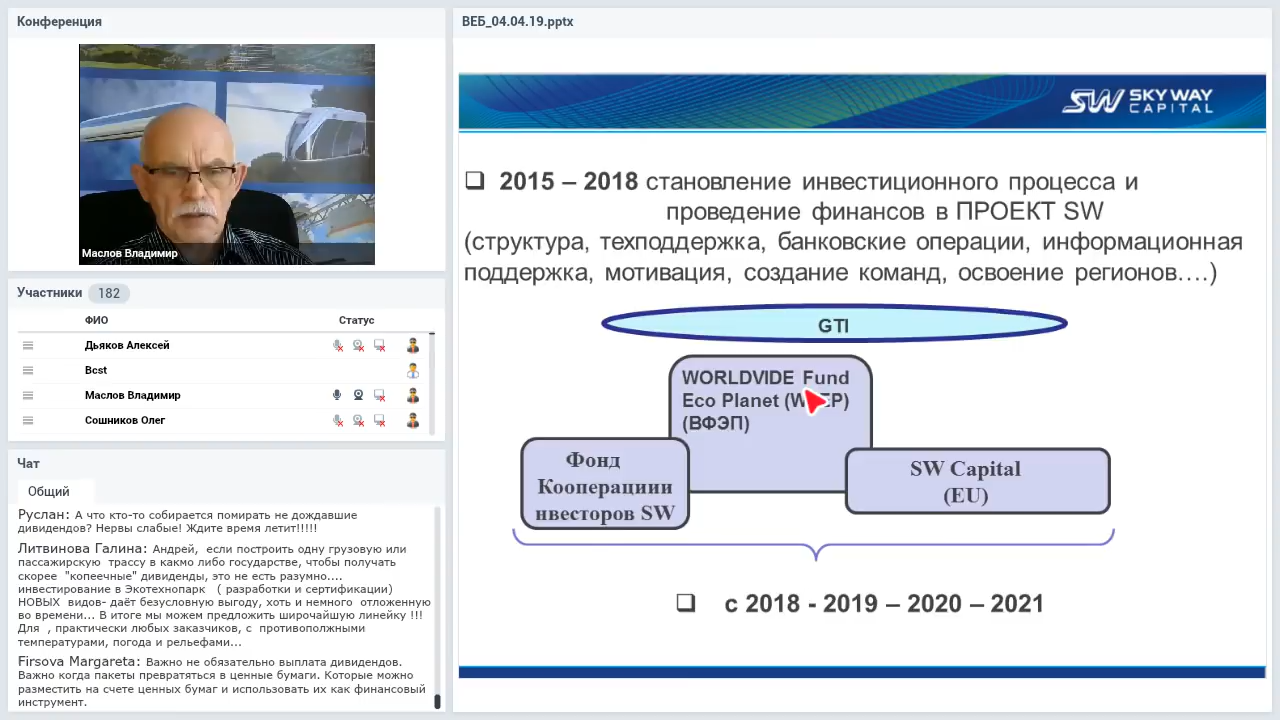 Конференция
Маслов Владимир
Участники 182
ФИО Статус
Дьяков Алексей
Bcst
Маслов Владимир
Сошников Олег
Чат
Общий
Руслан: А что кто-то собирается помирать не дождавшие
дивидендов? Нервы слабые! Ждите время летит!!!!!
Литвинова Галина: Андрей, если построить одну грузовую или
пассажирскую трассу в какмо либо государстве, чтобы получать
скорее "копеечные" дивиденды, это не есть разумно....
инвестирование в Экотехнопарк ( разработки и сертификации)
НОВЫХ видов- даёт безусловную выгоду, хоть и немного отложенную
во времени... В итоге мы можем предложить широчайшую линейку !!!
Для , практически любых заказчиков, с противоположными
температурами, погода и рельефами...
Firsova Margareta: Важно не обязательно выплата дивидендов.
Важно когда пакеты превратяться в ценные бумаги. Которые можно
разместить на счете ценных бумаг и использовать их как финансовый
инструмент.
ВЕБ_04.04.19.pptx
SW SKY WAY
CAPITAL
❑ 2015 – 2018 становление инвестиционного процесса и
проведение финансов в ПРОЕКТ SW
(структура, техподдержка, банковские операции, информационная
поддержка, мотивация, создание команд, освоение регионов….)
GTI
WORLDVIDE Fund
Eco Planet
(ВФЭП)
Фонд
Кооперациии
нвесторов SW
SW Capital
(EU)
❑ с 2018 - 2019 – 2020 – 2021